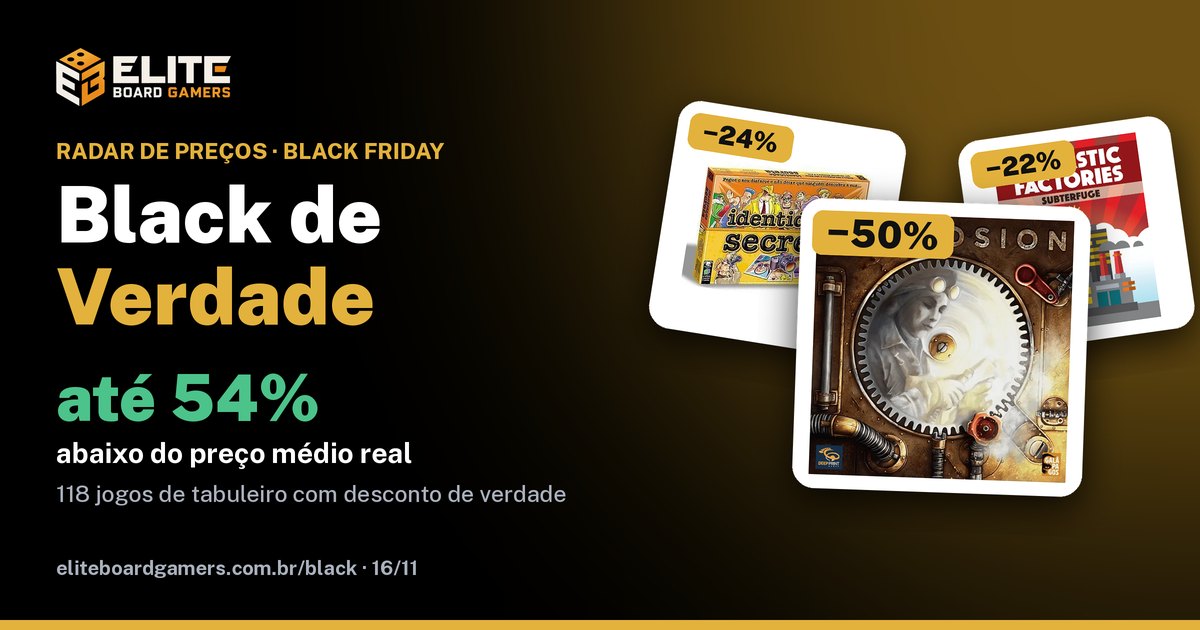 ELITE
BOARD GAMERS
RADAR DE PREÇOS · BLACK FRIDAY
Black de
Verdade
até 54%
abaixo do preço médio real
118 jogos de tabuleiro com desconto de verdade
eliteboardgamers.com.br/black · 16/11
−24%
−22%
FACTORIES
SUBTERFUGE
−50%